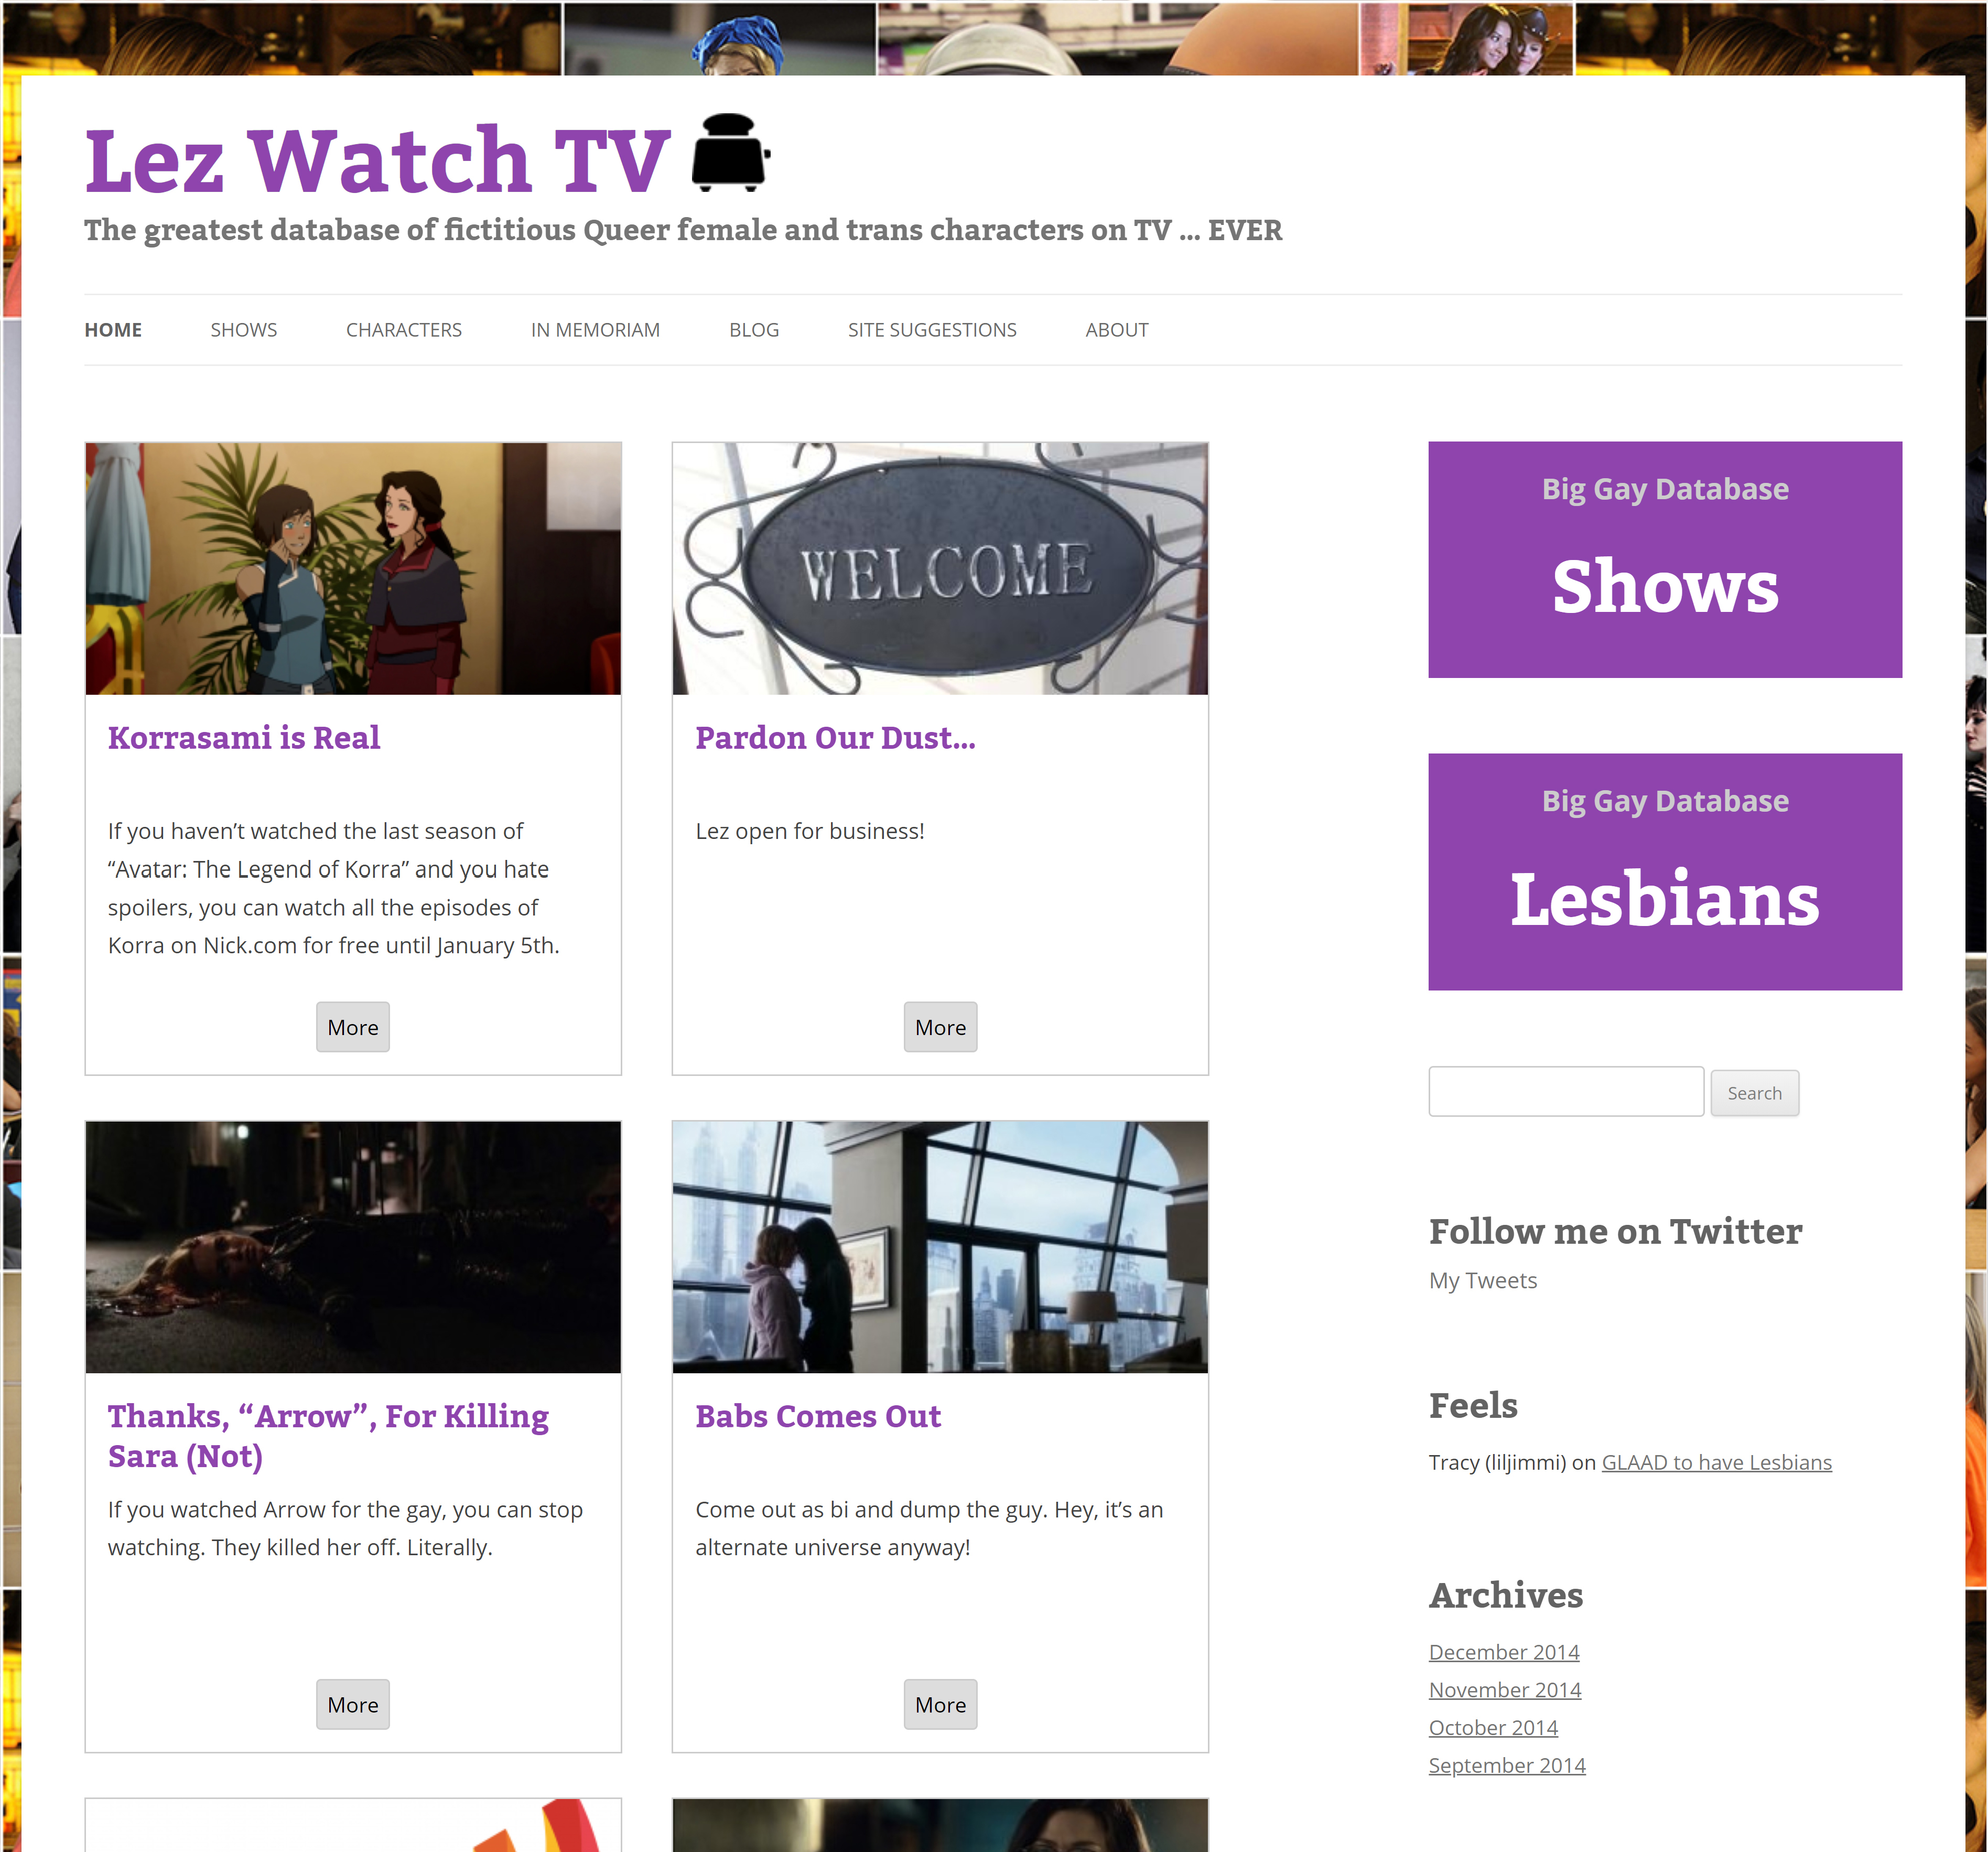 Lez Watch TV
The greatest database of fictitious Queer female and trans characters on TV ... EVER
HOME
SHOWS
CHARACTERS
IN MEMORIAM
BLOG
SITE SUGGESTIONS
ABOUT
Korrasami is Real
If you haven’t watched the last season of
“Avatar: The Legend of Korra” and you hate
spoilers, you can watch all the episodes of
Korra on Nick.com for free until January 5th.
More
WELCOME
Pardon Our Dust...
Lez open for business!
More
Thanks, “Arrow”, For Killing
Sara (Not)
If you watched Arrow for the gay, you can stop
watching. They killed her off. Literally.
More
Babs Comes Out
Come out as bi and dump the guy. Hey, it’s an
alternate universe anyway!
More
Big Gay Database
Shows
Big Gay Database
Lesbians
Search
Follow me on Twitter
My Tweets
Feels
Tracy (liljimmi) on GLAAD to have Lesbians
Archives
December 2014
November 2014
October 2014
September 2014